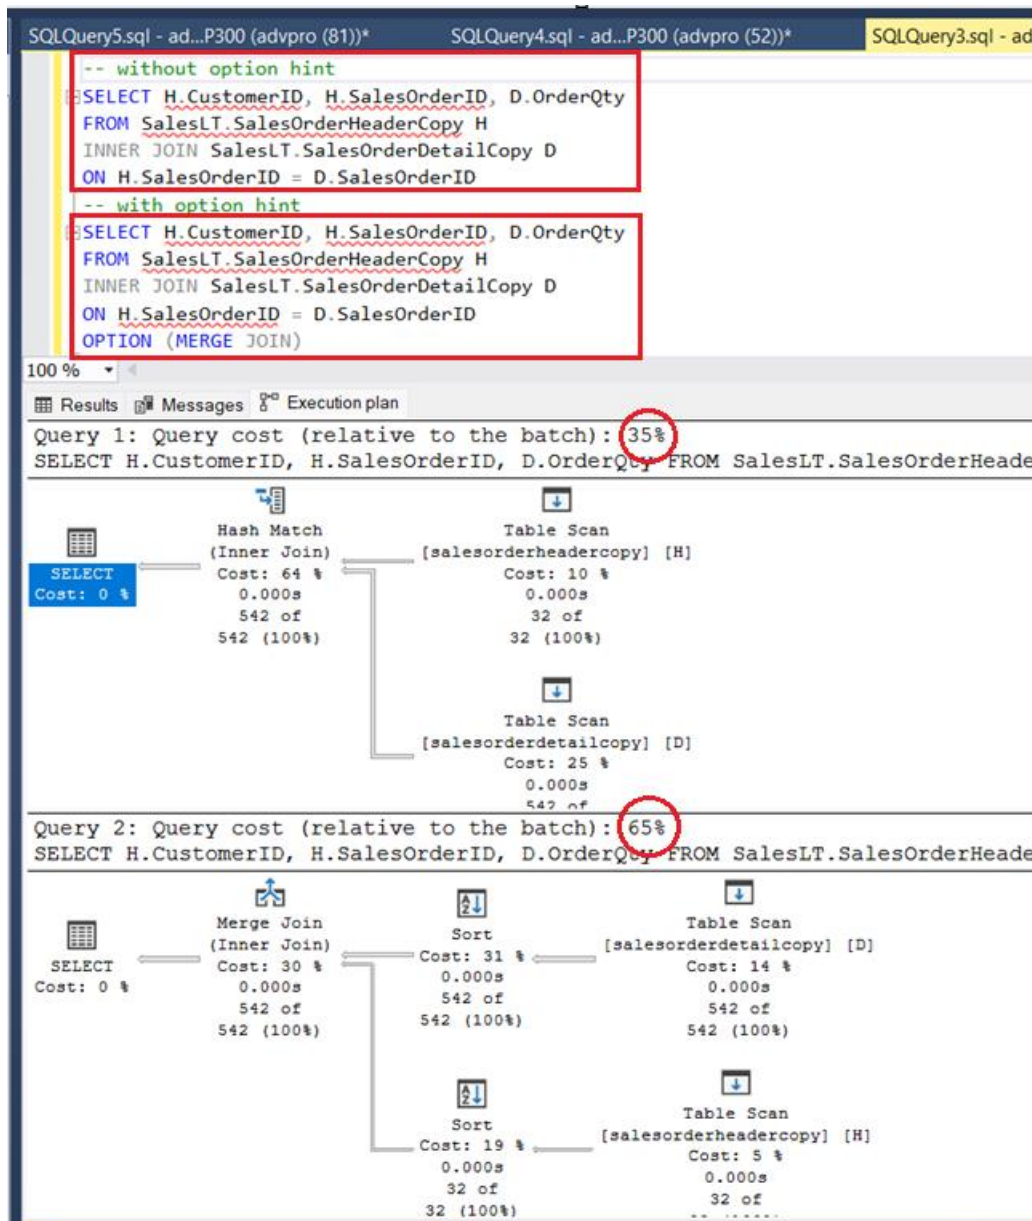 SQLQuery5.sql - ad...P300 (advpro (81))* SQLQuery4.sql - ad...P300 (advpro (52))* SQLQuery3.sql - ad
-- without option hint
SELECT H.CustomerID, H.SalesOrderID, D.OrderQty
FROM SalesLT.SalesOrderHeaderCopy H
INNER JOIN SalesLT.SalesOrderDetailCopy D
ON H.SalesOrderID = D.SalesOrderID
-- with option hint
SELECT H.CustomerID, H.SalesOrderID, D.OrderQty
FROM SalesLT.SalesOrderHeaderCopy H
INNER JOIN SalesLT.SalesOrderDetailCopy D
ON H.SalesOrderID = D.SalesOrderID
OPTION (MERGE JOIN)
100 %
Results Messages Execution plan
Query 1: Query cost (relative to the batch): 35%
SELECT H.CustomerID, H.SalesOrderID, D.OrderQty FROM SalesLT.SalesOrderHeade
SELECT
Cost: 0 %
Hash Match
(Inner Join)
Cost: 64 %
0.000s
542 of
542 (100%)
Table Scan
[salesorderheadercopy] [H]
Cost: 10 %
0.000s
32 of
32 (100%)
Table Scan
[salesorderdetailcopy] [D]
Cost: 25 %
0.000s
542 of
Query 2: Query cost (relative to the batch): 65%
SELECT H.CustomerID, H.SalesOrderID, D.OrderQty FROM SalesLT.SalesOrderHeade
SELECT
Cost: 0 %
Merge Join
(Inner Join)
Cost: 30 %
0.000s
542 of
542 (100%)
Sort
Cost: 31 %
0.000s
542 of
542 (100%)
Table Scan
[salesorderdetailcopy] [D]
Cost: 14 %
0.000s
542 of
542 (100%)
Sort
Cost: 19 %
0.000s
32 of
32 (100%)
Table Scan
[salesorderheadercopy] [H]
Cost: 5 %
0.000s
32 of